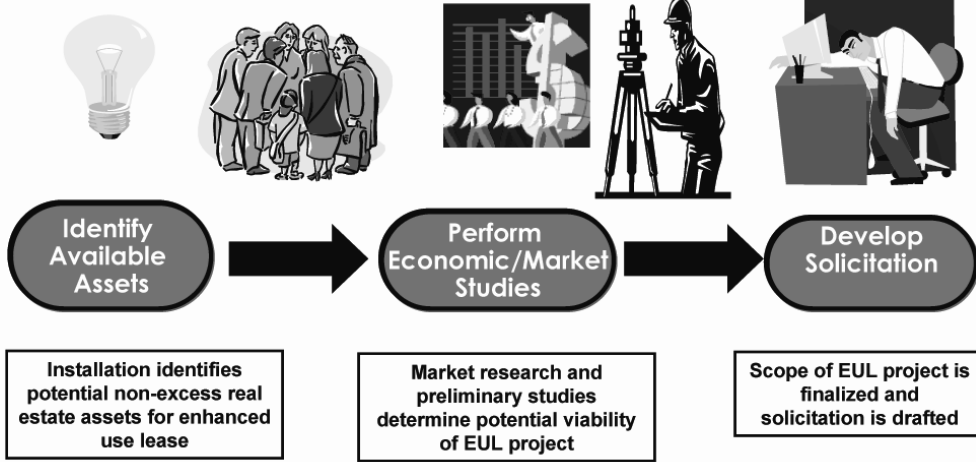 Identify
Available
Assets
Perform
Economic/Market
Studies
Develop
Solicitation
Installation identifies
potential non-excess real
estate assets for enhanced
use lease
Market research and
preliminary studies
determine potential viability
of EUL project
Scope of EUL project is
finalized and
solicitation is drafted